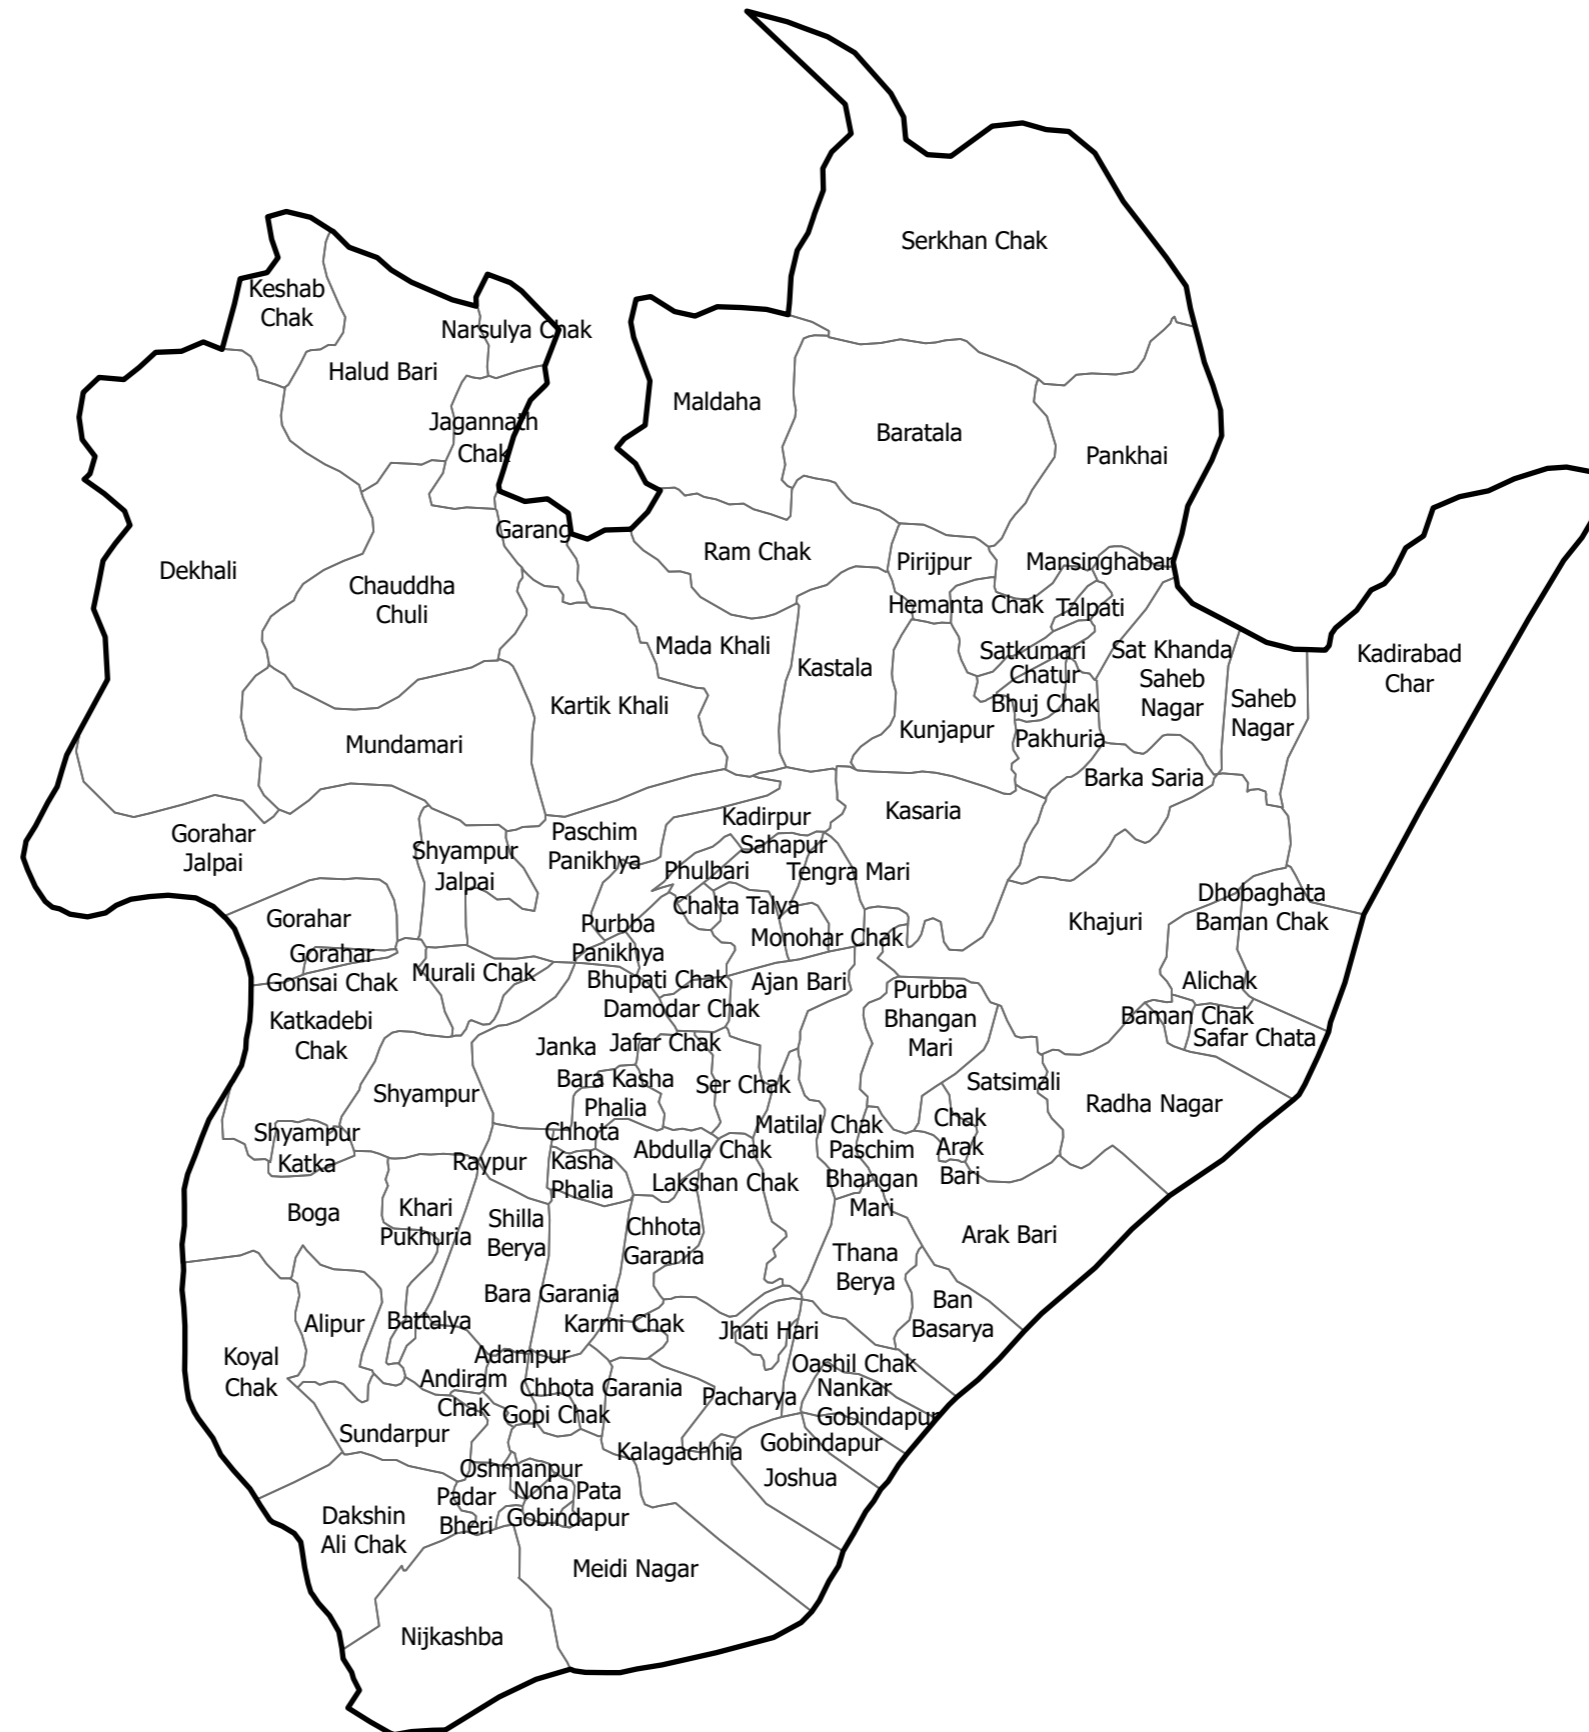 Serkhan Chak
Keshab
Chak
Narsulya Chak
Halud Bari
Maldaha
Jagannath
Chak
Baratala
Pankhai
Garang
Ram Chak
Pirijpur
Mansinghabar
Dekhali
Chauddha
Chuli
Hemanta Chak
Talpati
Mada Khali
Kastala
Satkumari
Chatur
Bhuj Chak
Sat Khanda
Saheb
Nagar
Saheb
Nagar
Kadirabad
Char
Kartik Khali
Mundamari
Kunjapur
Pakhuria
Barka Saria
Gorahar
Jalpai
Shyampur
Jalpai
Paschim
Panikhya
Kadirpur
Sahapur
Kasaria
Phulbari
Tengra Mari
Gorahar
Chalta Talya
Khajuri
Dhobaghata
Baman Chak
Purbba
Panikhya
Monohar Chak
Gorahar
Gonsai Chak
Murali Chak
Bhupati Chak
Ajan Bari
Alichak
Damodar Chak
Purbba
Bhangan
Mari
Baman Chak
Safar Chata
Katkadebi
Chak
Janka
Jafar Chak
Bara Kasha
Phalia
Ser Chak
Satsimali
Radha Nagar
Shyampur
Shyampur
Katka
Chhota
Kasha
Phalia
Matilal Chak
Chak
Arak
Bari
Raypur
Abdulla Chak
Paschim
Bhangan
Mari
Lakshan Chak
Boga
Khari
Pukhuria
Shilla
Berya
Chhota
Garania
Arak Bari
Thana
Berya
Bara Garania
Ban
Basarya
Alipur
Battalya
Karmi Chak
Jhati Hari
Koyal
Chak
Adampur
Oashil Chak
Andiram
Chak
Chhota Garania
Pacharya
Nankar
Gobindapur
Gopi Chak
Sundarpur
Kalagachhia
Gobindapur
Oshmanpur
Joshua
Padar
Bheri
Nona Pata
Gobindapur
Dakshin
Ali Chak
Meidi Nagar
Nijkashba